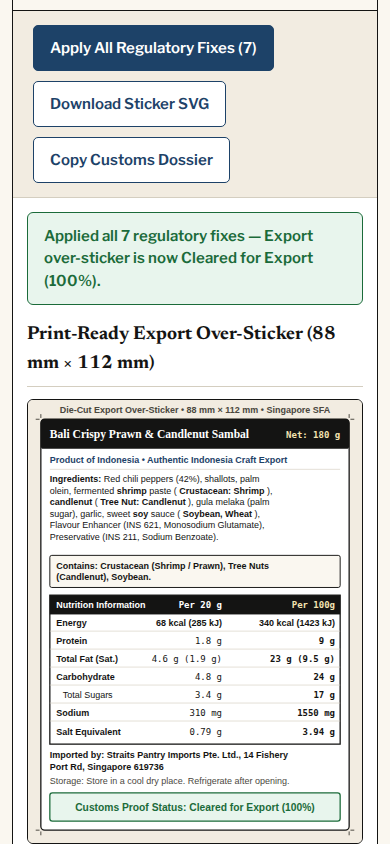 Apply All Regulatory Fixes (7)
Download Sticker SVG
Copy Customs Dossier
Applied all 7 regulatory fixes — Export
over-sticker is now Cleared for Export
(100%).
Print-Ready Export Over-Sticker (88
mm × 112 mm)
Die-Cut Export Over-Sticker • 88 mm × 112 mm • Singapore SFA
Bali Crispy Prawn & Candlenut Sambal Net: 180 g
Product of Indonesia • Authentic Indonesia Craft Export
Ingredients: Red chili peppers (42%), shallots, palm
olein, fermented shrimp paste ( Crustacean: Shrimp ),
candlenut ( Tree Nut: Candlenut ), gula melaka (palm
sugar), garlic, sweet soy sauce ( Soybean, Wheat ),
Flavour Enhancer (INS 621, Monosodium Glutamate),
Preservative (INS 211, Sodium Benzoate).
Contains: Crustacean (Shrimp / Prawn), Tree Nuts
(Candlenut), Soybean.
Nutrition Information Per 20 g Per 100g
Energy 68 kcal (285 kJ) 340 kcal (1423 kJ)
Protein 1.8 g 9 g
Total Fat (Sat.) 4.6 g (1.9 g) 23 g (9.5 g)
Carbohydrate 4.8 g 24 g
Total Sugars 3.4 g 17 g
Sodium 310 mg 1550 mg
Salt Equivalent 0.79 g 3.94 g
Imported by: Straits Pantry Imports Pte. Ltd., 14 Fishery
Port Rd, Singapore 619736
Storage: Store in a cool dry place. Refrigerate after opening.
Customs Proof Status: Cleared for Export (100%)